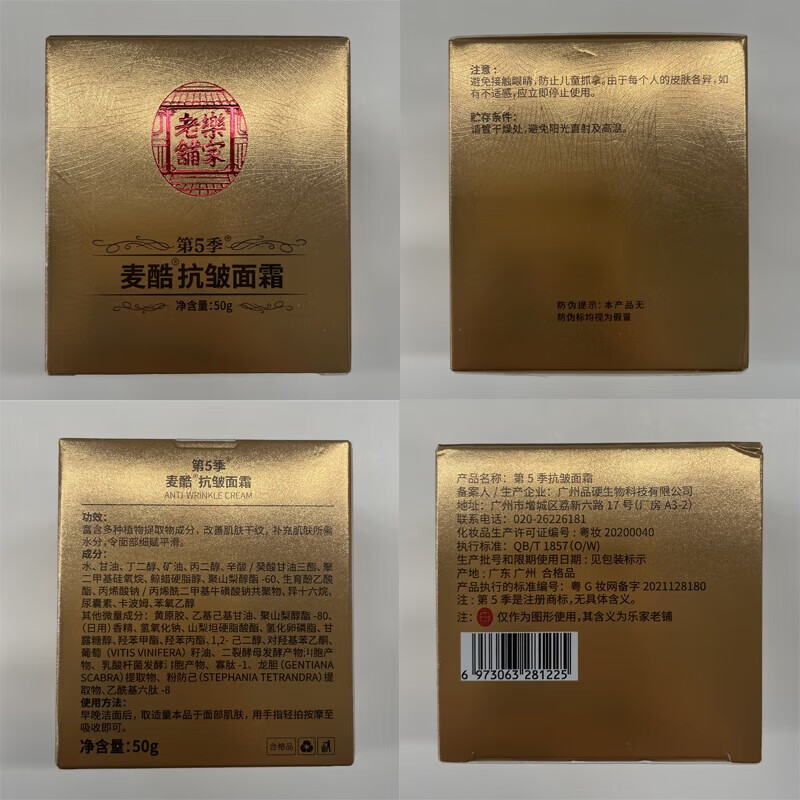 老舖
樂家
第5季®
麦酷®抗皱面霜
净含量:50g
注意:
避免接触眼睛,防止儿童抓拿。由于每个人的皮肤各异,如
有不适感,应立即停止使用。
贮存条件:
请置干燥处,避免阳光直射及高温。
防伪提示:本产品无
防伪标均视为假冒
第5季®
麦酷®抗皱面霜
ANTI-WRINKLE CREAM
功效:
富含多种植物提取物成分,改善肌肤干纹,补充肌肤所需
水分,令面部细腻平滑。
成分:
水、甘油、丁二醇、矿油、丙二醇、辛酸/癸酸甘油三酯、聚
二甲基硅氧烷、鲸蜡硬脂醇、聚山梨醇酯-60、生育酚乙酸
酯、丙烯酸钠/丙烯酰二甲基牛磺酸钠共聚物、异十六烷、
尿囊素、卡波姆、苯氧乙醇
其他微量成分:黄原胶、乙基己基甘油、聚山梨醇酯-80、
(日用)香精、氢氧化钠、山梨坦硬脂酸酯、氢化卵磷脂、甘
露糖醇、羟苯甲酯、羟苯丙酯、1,2-己二醇、对羟基苯乙酮、
葡萄(VITIS VINIFERA)籽油、二裂酵母发酵产物溶胞产
物、乳酸杆菌发酵溶胞产物、寡肽-1、龙胆(GENTIANA
SCABRA)提取物、粉防己(STEPHANIA TETRANDRA)提
取物、乙酰基六肽-8
使用方法:
早晚洁面后，取适量本品于面部肌肤，用手指轻拍按摩至
吸收即可。
净含量:50g
合格品
产品名称:第5季抗皱面霜
备案人/生产企业:广州品硬生物科技有限公司
地址:广州市增城区荔新六路17号(厂房A3-2)
联系电话:020-26226181
化妆品生产许可证编号:粤妆20200040
执行标准:QB/T 1857(O/W)
生产批号和限期使用日期:见包装标示
产地:广东 广州 合格品
产品执行的标准编号:粤G妆网备字2021128180
注:第5季是注册商标,无具体含义。
注: 仅作为图形使用,其含义为乐家老铺
6 973063 281225